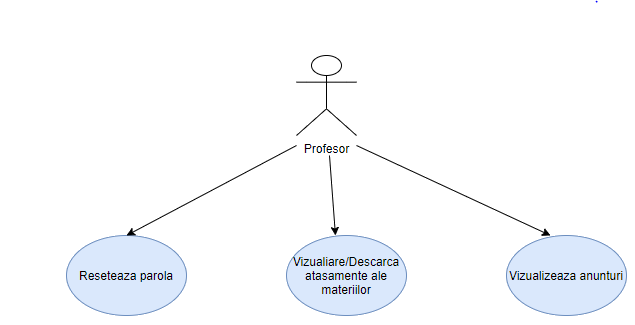 Profesor
Reseteaza parola
Vizualiare/Descarca
atasamente ale
materiilor
Vizualizeaza anunturi